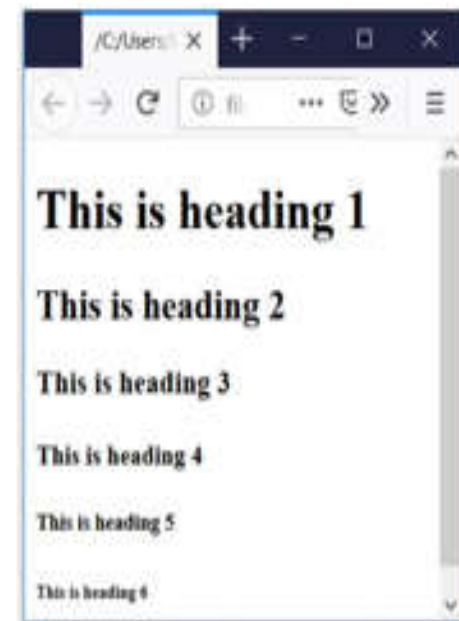 /C:/Users/
This is heading 1
This is heading 2
This is heading 3
This is heading 4
This is heading 5
This is heading 6